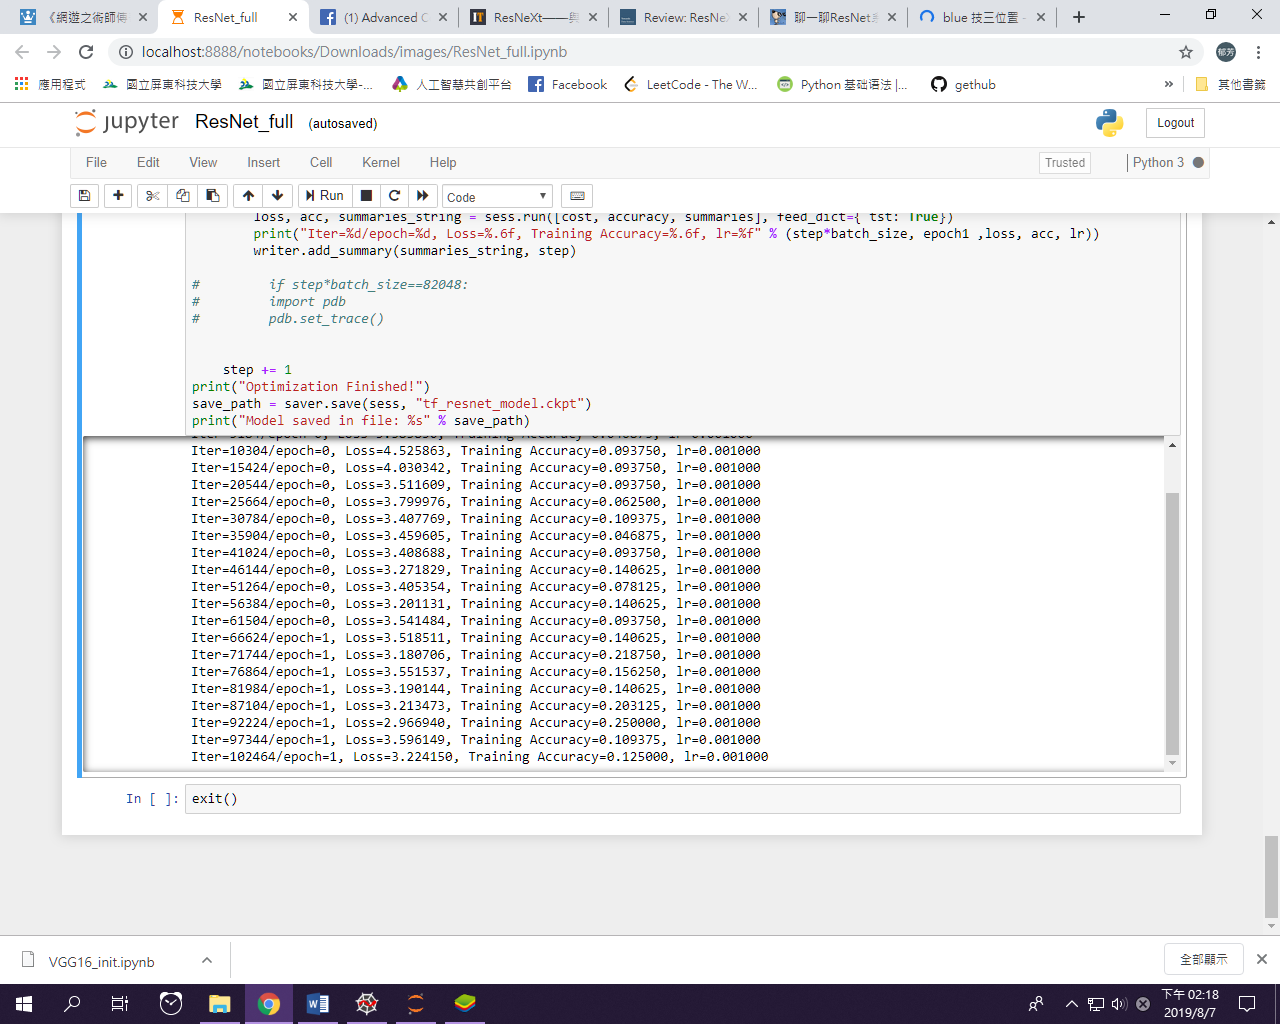 《網遊之術師傳
ResNet_full
(1) Advanced C
ResNeXt——與
Review: ResNe
聊一聊ResNet
blue 技三位置 -
localhost:8888/notebooks/Downloads/images/ResNet_full.ipynb
郁芳
應用程式
國立屏東科技大學
國立屏東科技大學-...
人工智慧共創平台
Facebook
LeetCode - The W...
Python 基础语法 |...
gethub
»
其他書籤
jupyter ResNet_full (autosaved)
Logout
File Edit View Insert Cell Kernel Help
Trusted
Python 3
Run
Code
loss, acc, summaries_string = sess.run([cost, accuracy, summaries], feed_dict={ tst: True})
print("Iter=%d/epoch=%d, Loss=%.6f, Training Accuracy=%.6f, lr=%f" % (step*batch_size, epoch1 ,loss, acc, lr))
writer.add_summary(summaries_string, step)
# if step*batch_size==82048:
# import pdb
# pdb.set_trace()
step += 1
print("Optimization Finished!")
save_path = saver.save(sess, "tf_resnet_model.ckpt")
print("Model saved in file: %s" % save_path)
Iter=10304/epoch=0, Loss=4.525863, Training Accuracy=0.093750, lr=0.001000
Iter=15424/epoch=0, Loss=4.030342, Training Accuracy=0.093750, lr=0.001000
Iter=20544/epoch=0, Loss=3.511609, Training Accuracy=0.093750, lr=0.001000
Iter=25664/epoch=0, Loss=3.799976, Training Accuracy=0.062500, lr=0.001000
Iter=30784/epoch=0, Loss=3.407769, Training Accuracy=0.109375, lr=0.001000
Iter=35904/epoch=0, Loss=3.459605, Training Accuracy=0.046875, lr=0.001000
Iter=41024/epoch=0, Loss=3.408688, Training Accuracy=0.093750, lr=0.001000
Iter=46144/epoch=0, Loss=3.271829, Training Accuracy=0.140625, lr=0.001000
Iter=51264/epoch=0, Loss=3.405354, Training Accuracy=0.078125, lr=0.001000
Iter=56384/epoch=0, Loss=3.201131, Training Accuracy=0.140625, lr=0.001000
Iter=61504/epoch=0, Loss=3.541484, Training Accuracy=0.093750, lr=0.001000
Iter=66624/epoch=1, Loss=3.518511, Training Accuracy=0.140625, lr=0.001000
Iter=71744/epoch=1, Loss=3.180706, Training Accuracy=0.218750, lr=0.001000
Iter=76864/epoch=1, Loss=3.551537, Training Accuracy=0.156250, lr=0.001000
Iter=81984/epoch=1, Loss=3.190144, Training Accuracy=0.140625, lr=0.001000
Iter=87104/epoch=1, Loss=3.213473, Training Accuracy=0.203125, lr=0.001000
Iter=92224/epoch=1, Loss=2.966940, Training Accuracy=0.250000, lr=0.001000
Iter=97344/epoch=1, Loss=3.596149, Training Accuracy=0.109375, lr=0.001000
Iter=102464/epoch=1, Loss=3.224150, Training Accuracy=0.125000, lr=0.001000
In [ ]: exit()
VGG16_init.ipynb
全部顯示
下午 02:18
2019/8/7